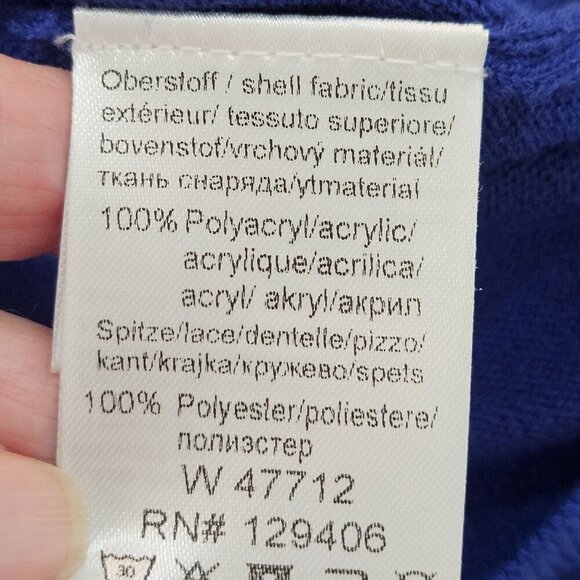 Oberstoff / shell fabric/tissu
extérieur/ tessuto superiore/
bovenstof/vrchový materiál/
ткань снаряда/ytmaterial
100% Polyacryl/acrylic/
acrylique/acrilica/
acryl/ akryl/акрил
Spitze/lace/dentelle/pizzo/
kant/krajka/кружево/spets
100% Polyester/poliestere/
полиэстер
W 47712
RN# 129406
30